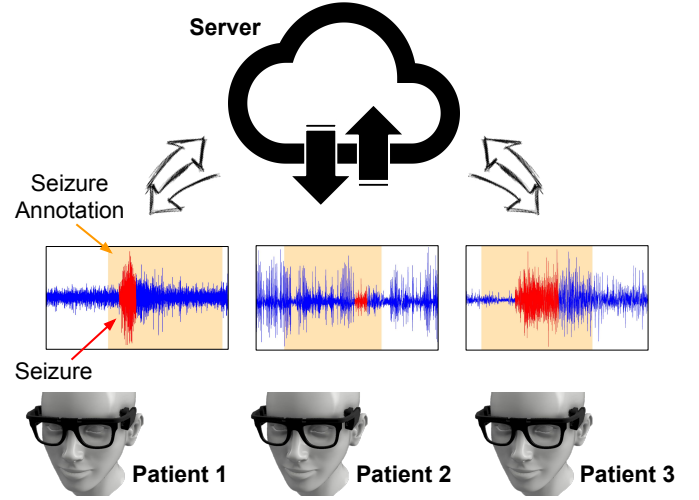 Server
Seizure
Annotation
Seizure
Patient 1
Patient 2
Patient 3